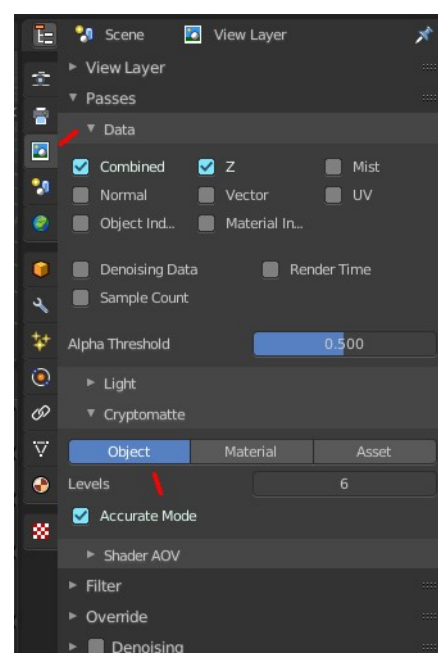 Scene View Layer
View Layer
Passes
Data
Combined Z Mist
Normal Vector UV
Object Ind... Material In...
Denoising Data Render Time
Sample Count
Alpha Threshold 0.500
Light
Cryptomatte
Object Material Asset
Levels 6
Accurate Mode
Shader AOV
Filter
Override
Denoising